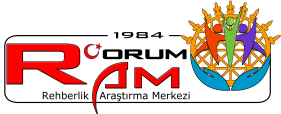 1984
ÇORUM
RAM
Rehberlik Araştırma Merkezi